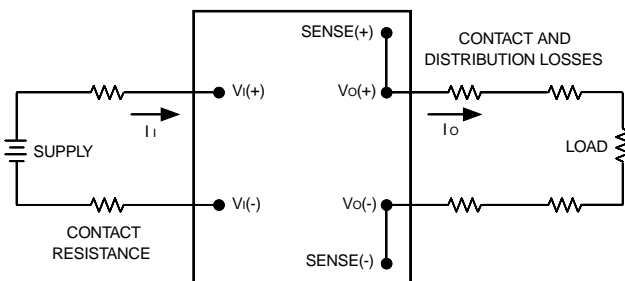 SENSE(+)
CONTACT AND
DISTRIBUTION LOSSES
VI(+)
VO(+)
II
IO
SUPPLY
LOAD
VI(-)
VO(-)
CONTACT
RESISTANCE
SENSE(-)